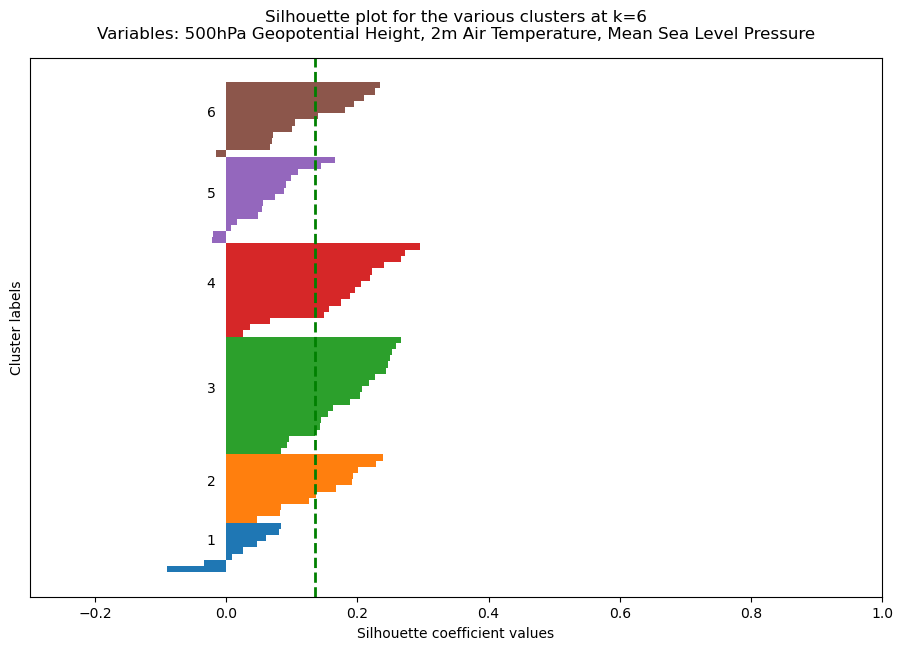 Silhouette plot for the various clusters at k=6
Variables: 500hPa Geopotential Height, 2m Air Temperature, Mean Sea Level Pressure
6
5
4
3
2
1
Cluster labels
−0.2 0.0 0.2 0.4 0.6 0.8 1.0
Silhouette coefficient values